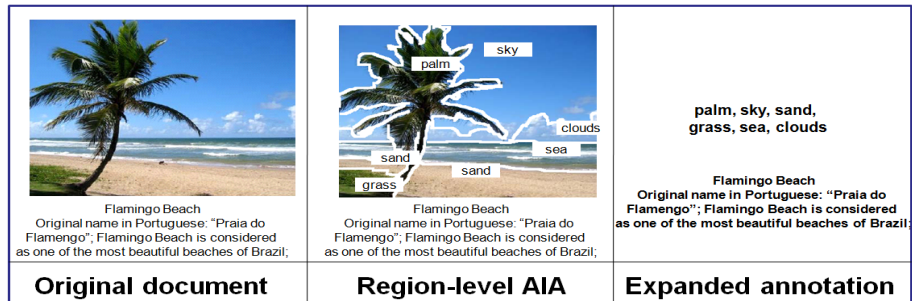 Flamingo Beach
Original name in Portuguese: “Praia do
Flamengo”; Flamingo Beach is considered
as one of the most beautiful beaches of Brazil;
Original document
sky
palm
clouds
sea
sand
sand
grass
Flamingo Beach
Original name in Portuguese: “Praia do
Flamengo”; Flamingo Beach is considered
as one of the most beautiful beaches of Brazil;
Region-level AIA
palm, sky, sand,
grass, sea, clouds
Flamingo Beach
Original name in Portuguese: “Praia do
Flamengo”; Flamingo Beach is considered
as one of the most beautiful beaches of Brazil;
Expanded annotation